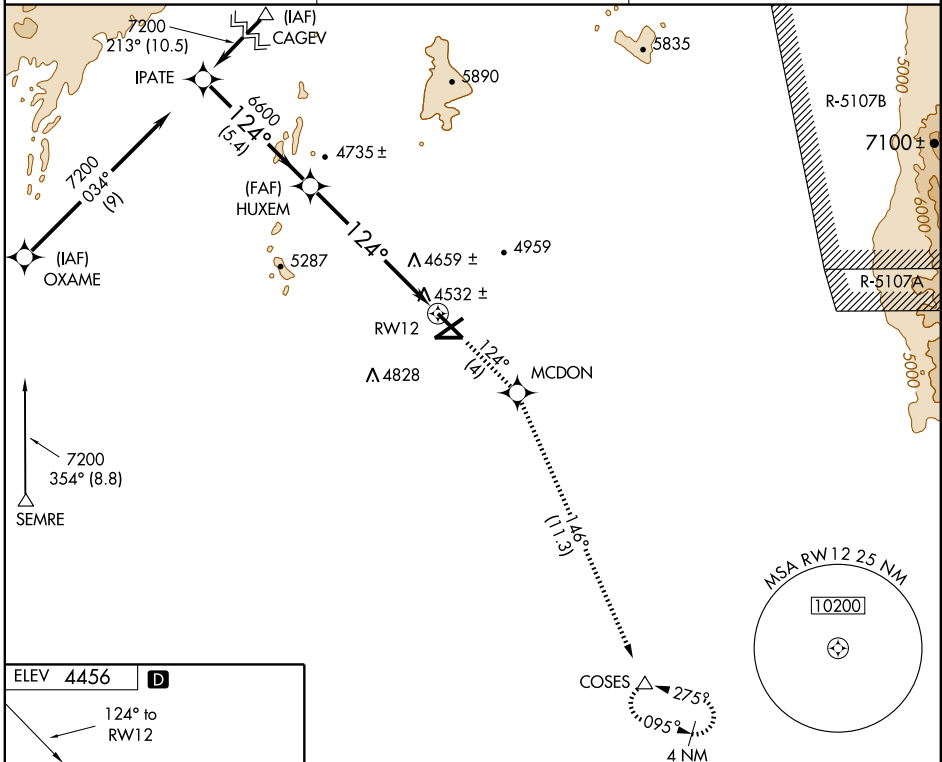 7200
213° (10.5)
(IAF)
CAGEV
IPATE
5835
5890
5000
R-5107B
7100 ±
6600
124°
(5.4)
4735 ±
7200
034°
(9)
(FAF)
HUXEM
6000
(IAF)
OXAME
124°
5287
4659 ±
4959
4532 ±
R-5107A
RW12
124°
(4)
MCDON
4828
5000
7200
354° (8.8)
SEMRE
146°
(11.3)
MSA RW12 25 NM
10200
COSES
275°
095°
4 NM
ELEV 4456
D
124° to
RW12